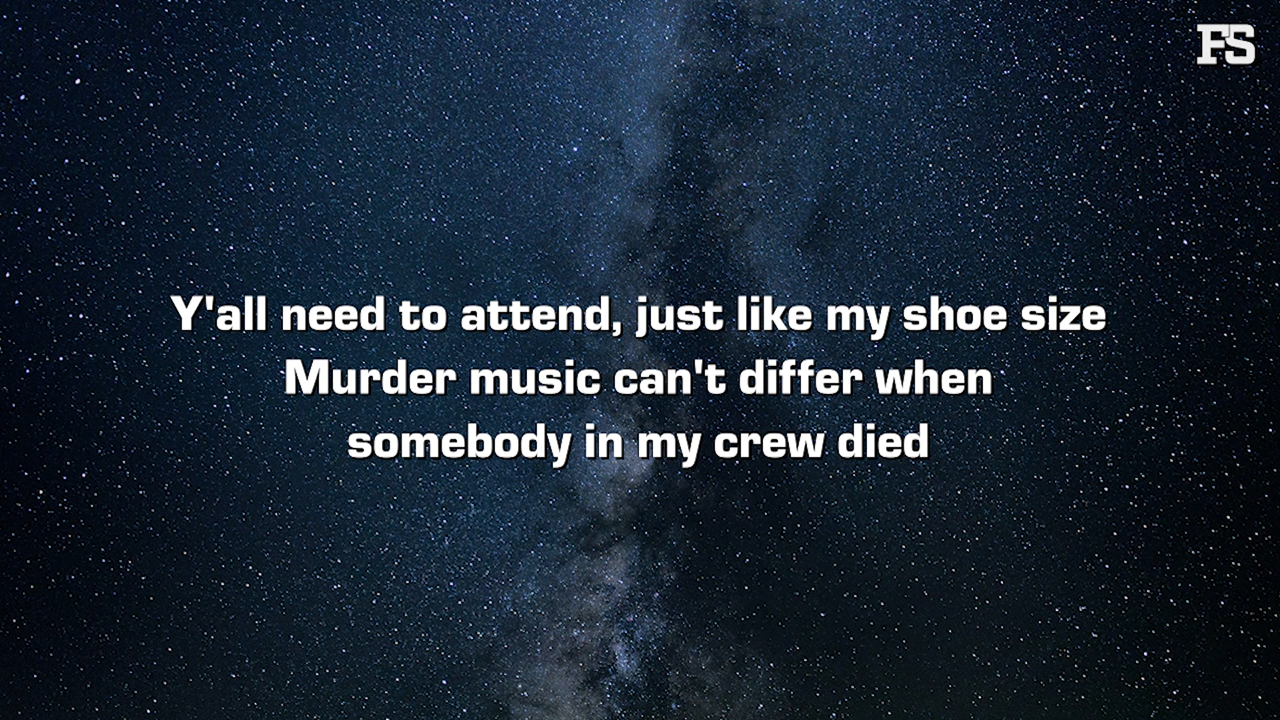 FS
Y'all need to attend, just like my shoe size
Murder music can't differ when
somebody in my crew died